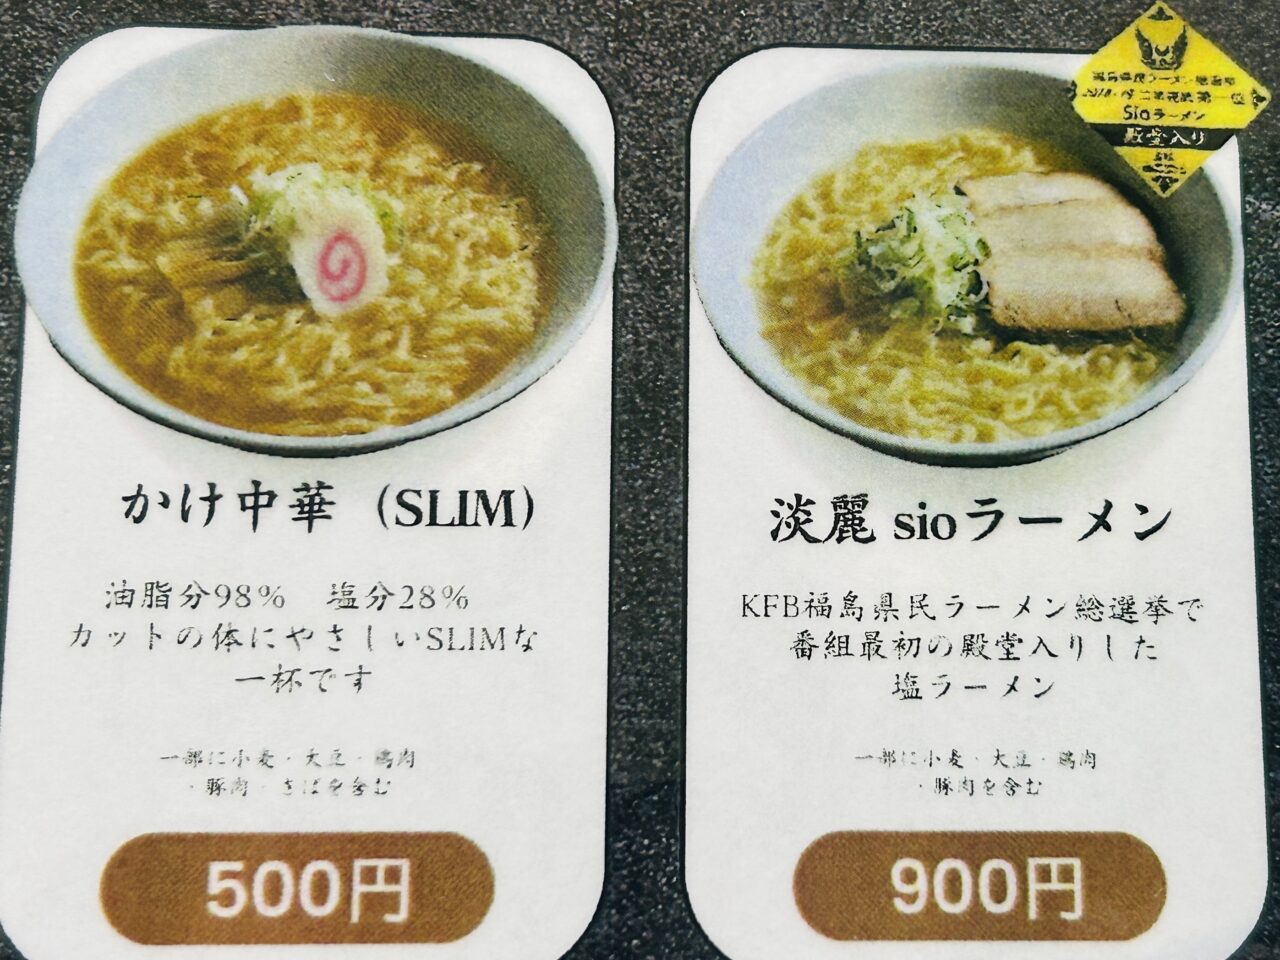 かけ中華（SLIM）
油脂分98%　塩分28%
カットの体にやさしいSLIMな
一杯です
一部に小麦・大豆・鶏肉
・豚肉・さばを含む
500円
Sioラーメン
殿堂入り
淡麗 sioラーメン
KFB福島県民ラーメン総選挙で
番組最初の殿堂入りした
塩ラーメン
一部に小麦・大豆・鶏肉
・豚肉を含む
900円